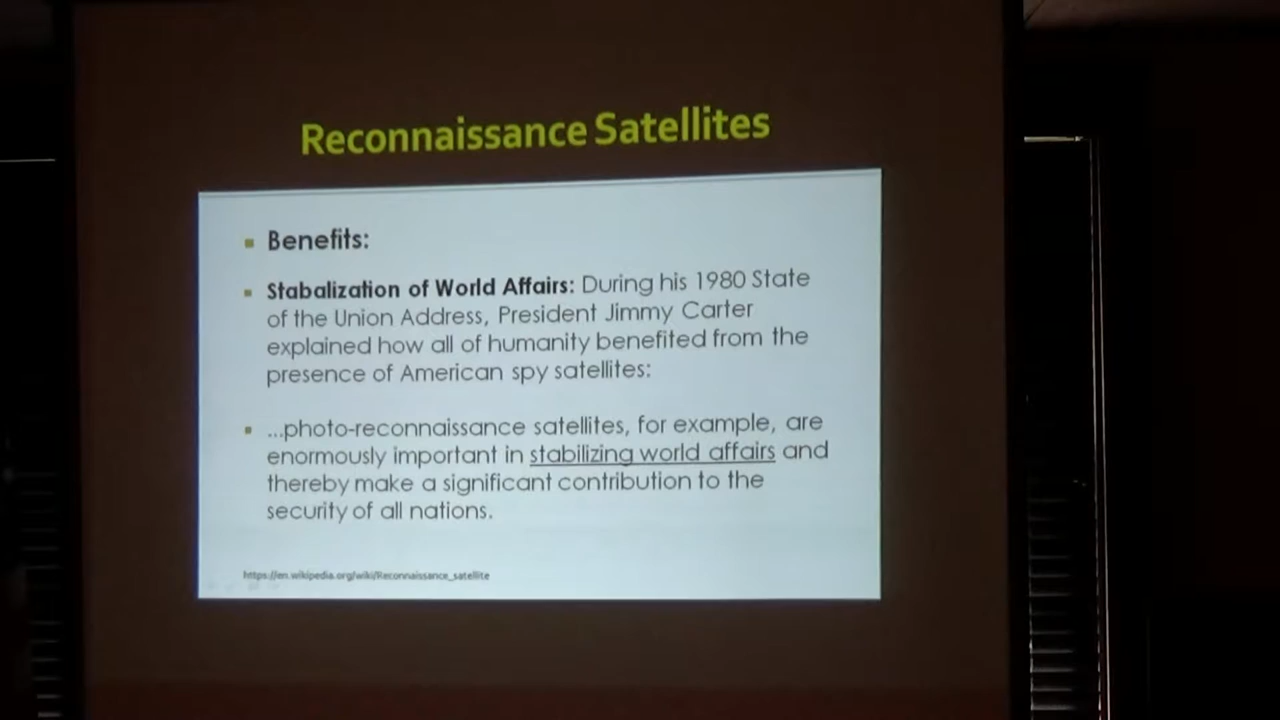 Reconnaissance Satellites
Benefits:
Stabalization of World Affairs: During his 1980 State
of the Union Address, President Jimmy Carter
explained how all of humanity benefited from the
presence of American spy satellites:
...photo-reconnaissance satellites, for example, are
enormously important in stabilizing world affairs and
thereby make a significant contribution to the
security of all nations.
https://en.wikipedia.org/wiki/Reconnaissance_satellite